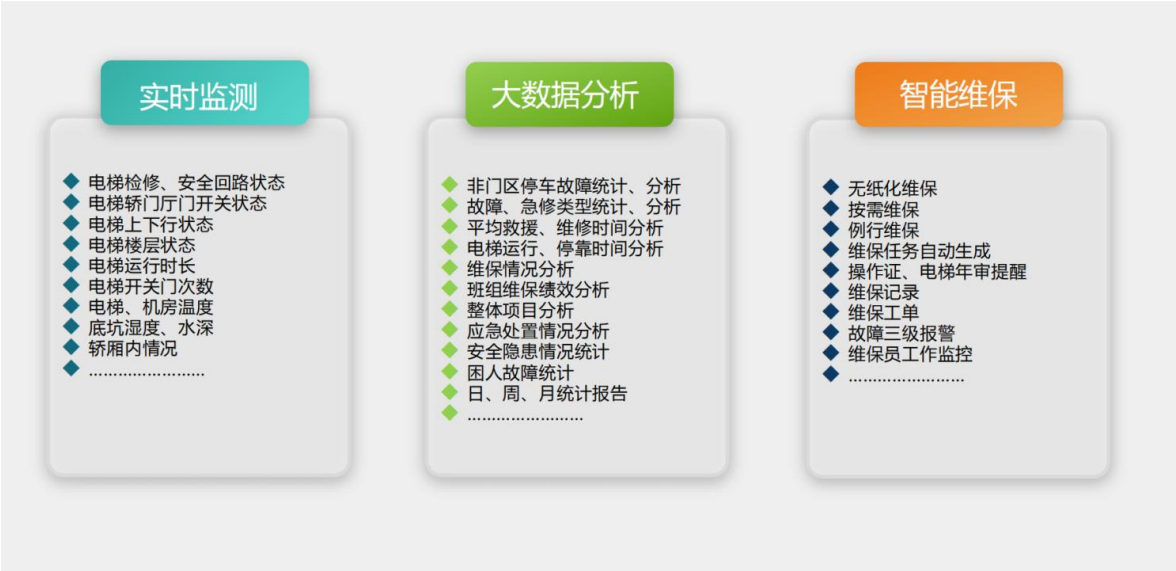 实时监测
电梯检修、安全回路状态
电梯轿门厅门开关状态
电梯上下行状态
电梯楼层状态
电梯运行时长
电梯开关门次数
电梯、机房温度
底坑湿度、水深
轿厢内情况
……………………
大数据分析
非门区停车故障统计、分析
故障、急修类型统计、分析
平均救援、维修时间分析
电梯运行、停靠时间分析
维保情况分析
班组维保绩效分析
整体项目分析
应急处置情况分析
安全隐患情况统计
困人故障统计
日、周、月统计报告
……………………
智能维保
无纸化维保
按需维保
例行维保
维保任务自动生成
操作证、电梯年审提醒
维保记录
维保工单
故障三级报警
维保员工作监控
……………………